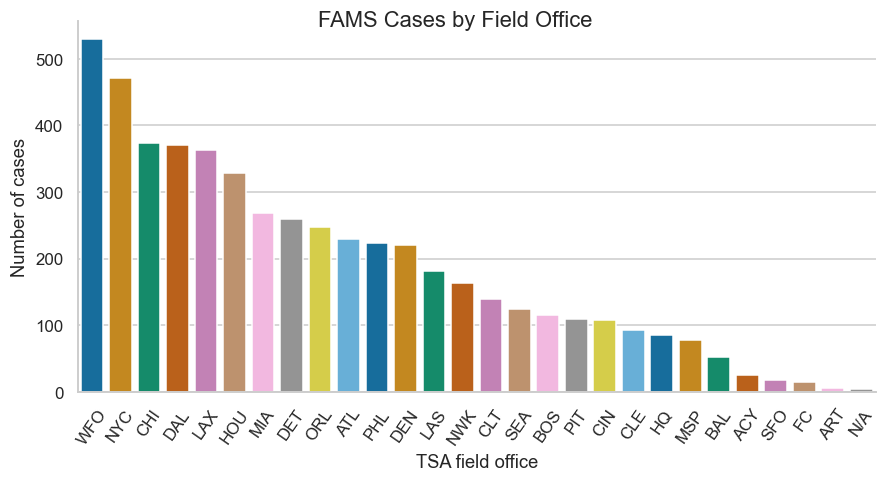 FAMS Cases by Field Office
Number of cases
500
400
300
200
100
0
WFO
NYC
CHI
DAL
LAX
HOU
MIA
DET
ORL
ATL
PHL
DEN
LAS
NWK
CLT
SEA
BOS
PIT
CIN
CLE
HQ
MSP
BAL
ACY
SFO
FC
ART
N/A
TSA field office